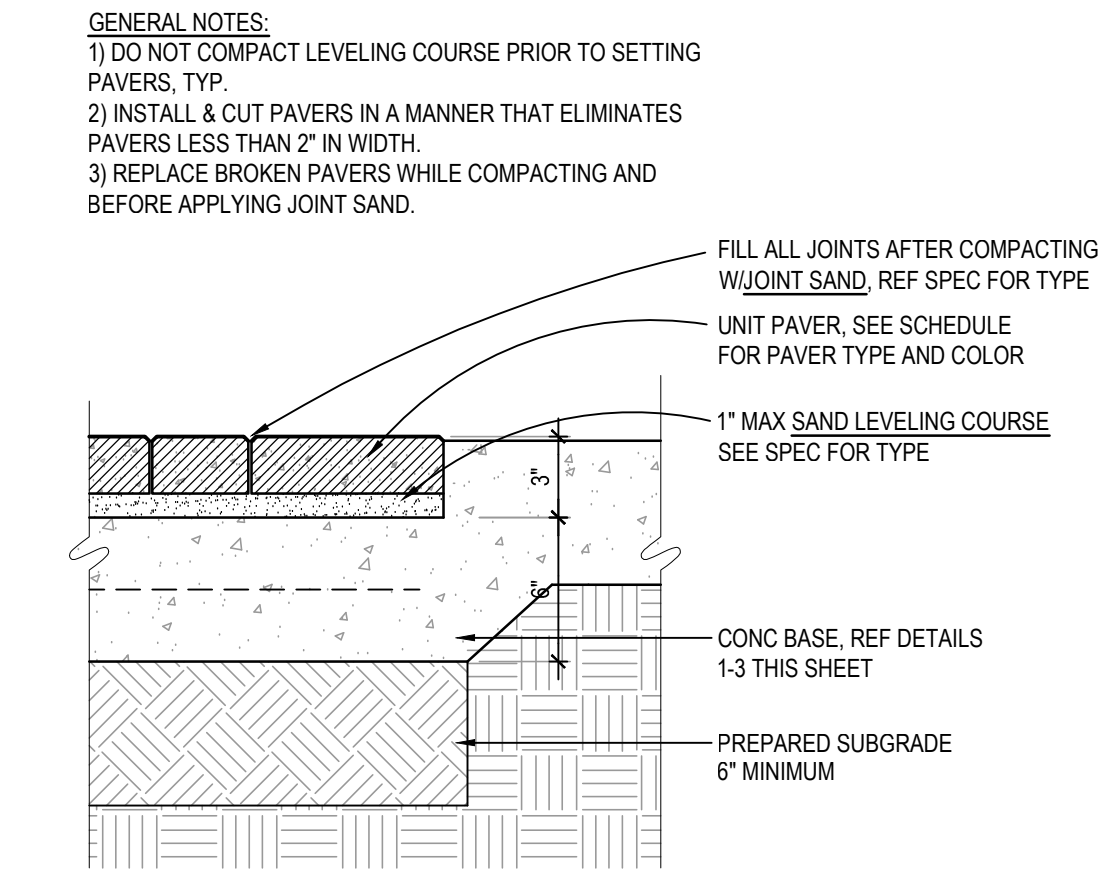 GENERAL NOTES:
1) DO NOT COMPACT LEVELING COURSE PRIOR TO SETTING
PAVERS, TYP.
2) INSTALL & CUT PAVERS IN A MANNER THAT ELIMINATES
PAVERS LESS THAN 2" IN WIDTH.
3) REPLACE BROKEN PAVERS WHILE COMPACTING AND
BEFORE APPLYING JOINT SAND.
FILL ALL JOINTS AFTER COMPACTING
W/JOINT SAND, REF SPEC FOR TYPE
UNIT PAVER, SEE SCHEDULE
FOR PAVER TYPE AND COLOR
1" MAX SAND LEVELING COURSE
SEE SPEC FOR TYPE
3"
6"
CONC BASE, REF DETAILS
1-3 THIS SHEET
PREPARED SUBGRADE
6" MINIMUM